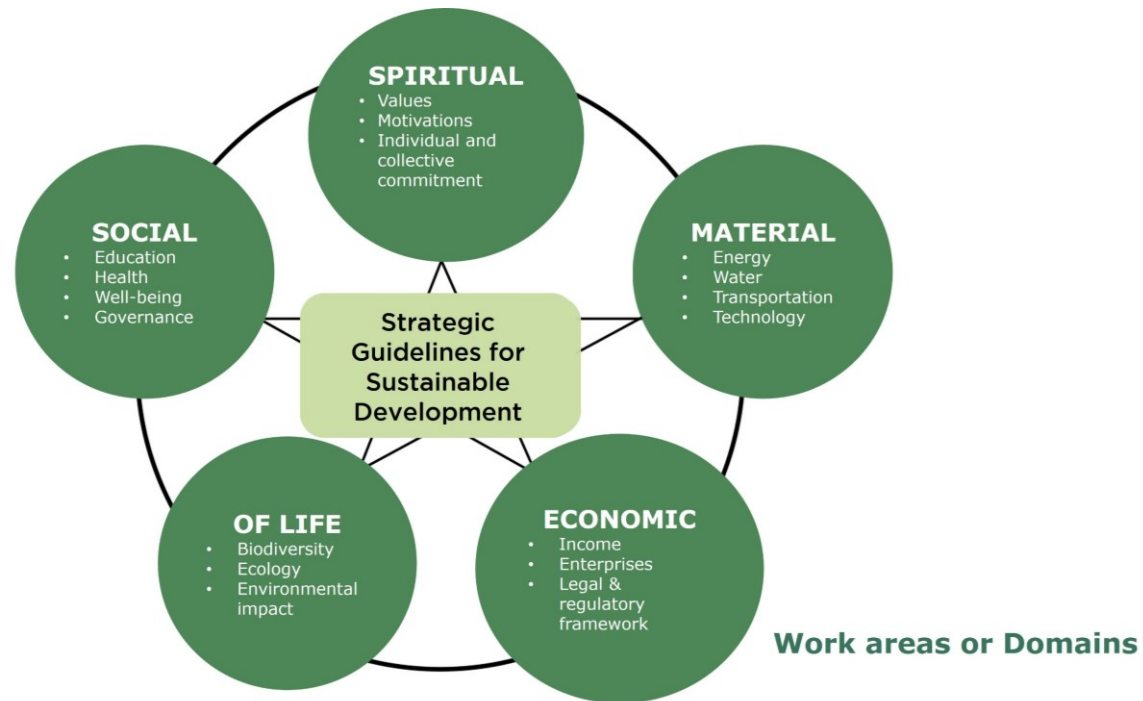 SPIRITUAL
• Values
• Motivations
• Individual and
collective
commitment
SOCIAL
• Education
• Health
• Well-being
• Governance
MATERIAL
• Energy
• Water
• Transportation
• Technology
Strategic
Guidelines for
Sustainable
Development
OF LIFE
• Biodiversity
• Ecology
• Environmental
impact
ECONOMIC
• Income
• Enterprises
• Legal &
regulatory
framework
Work areas or Domains